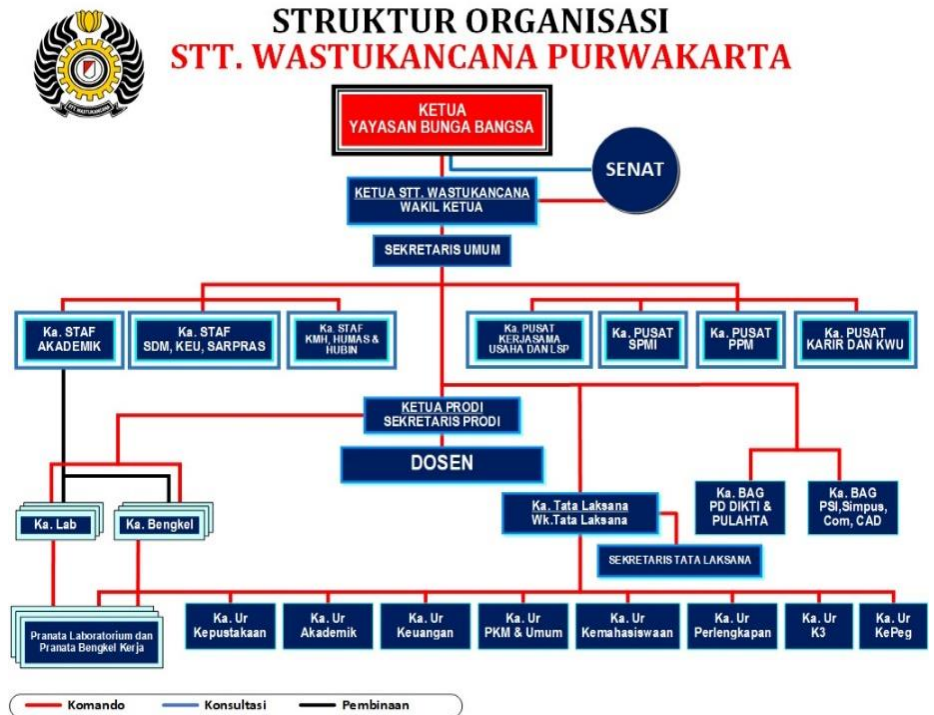 STRUKTUR ORGANISASI
STT. WASTUKANCANA PURWAKARTA
STT. WASTUKANCANA
KETUA
YAYASAN BUNGA BANGSA
SENAT
KETUA STT. WASTUKANCANA
WAKIL KETUA
SEKRETARIS UMUM
Ka. STAF
AKADEMIK
Ka. STAF
SDM, KEU, SARPRAS
Ka. STAF
KMH, HUMAS &
HUBIN
Ka. PUSAT
KERJASAMA
USAHA DAN LSP
Ka. PUSAT
SPMI
Ka. PUSAT
PPM
Ka. PUSAT
KARIR DAN KWU
KETUA PRODI
SEKRETARIS PRODI
DOSEN
Ka. Lab
Ka. Bengkel
Ka. Tata Laksana
Wk.Tata Laksana
Ka. BAG
PD DIKTI &
PULAHTA
Ka. BAG
PSI,Simpus,
Com, CAD
SEKRETARIS TATA LAKSANA
Pranata Laboratorium dan
Pranata Bengkel Kerja
Ka. Ur
Kepustakaan
Ka. Ur
Akademik
Ka. Ur
Keuangan
Ka. Ur
PKM & Umum
Ka. Ur
Kemahasiswaan
Ka. Ur
Perlengkapan
Ka. Ur
K3
Ka. Ur
KePeg
Komando
Konsultasi
Pembinaan